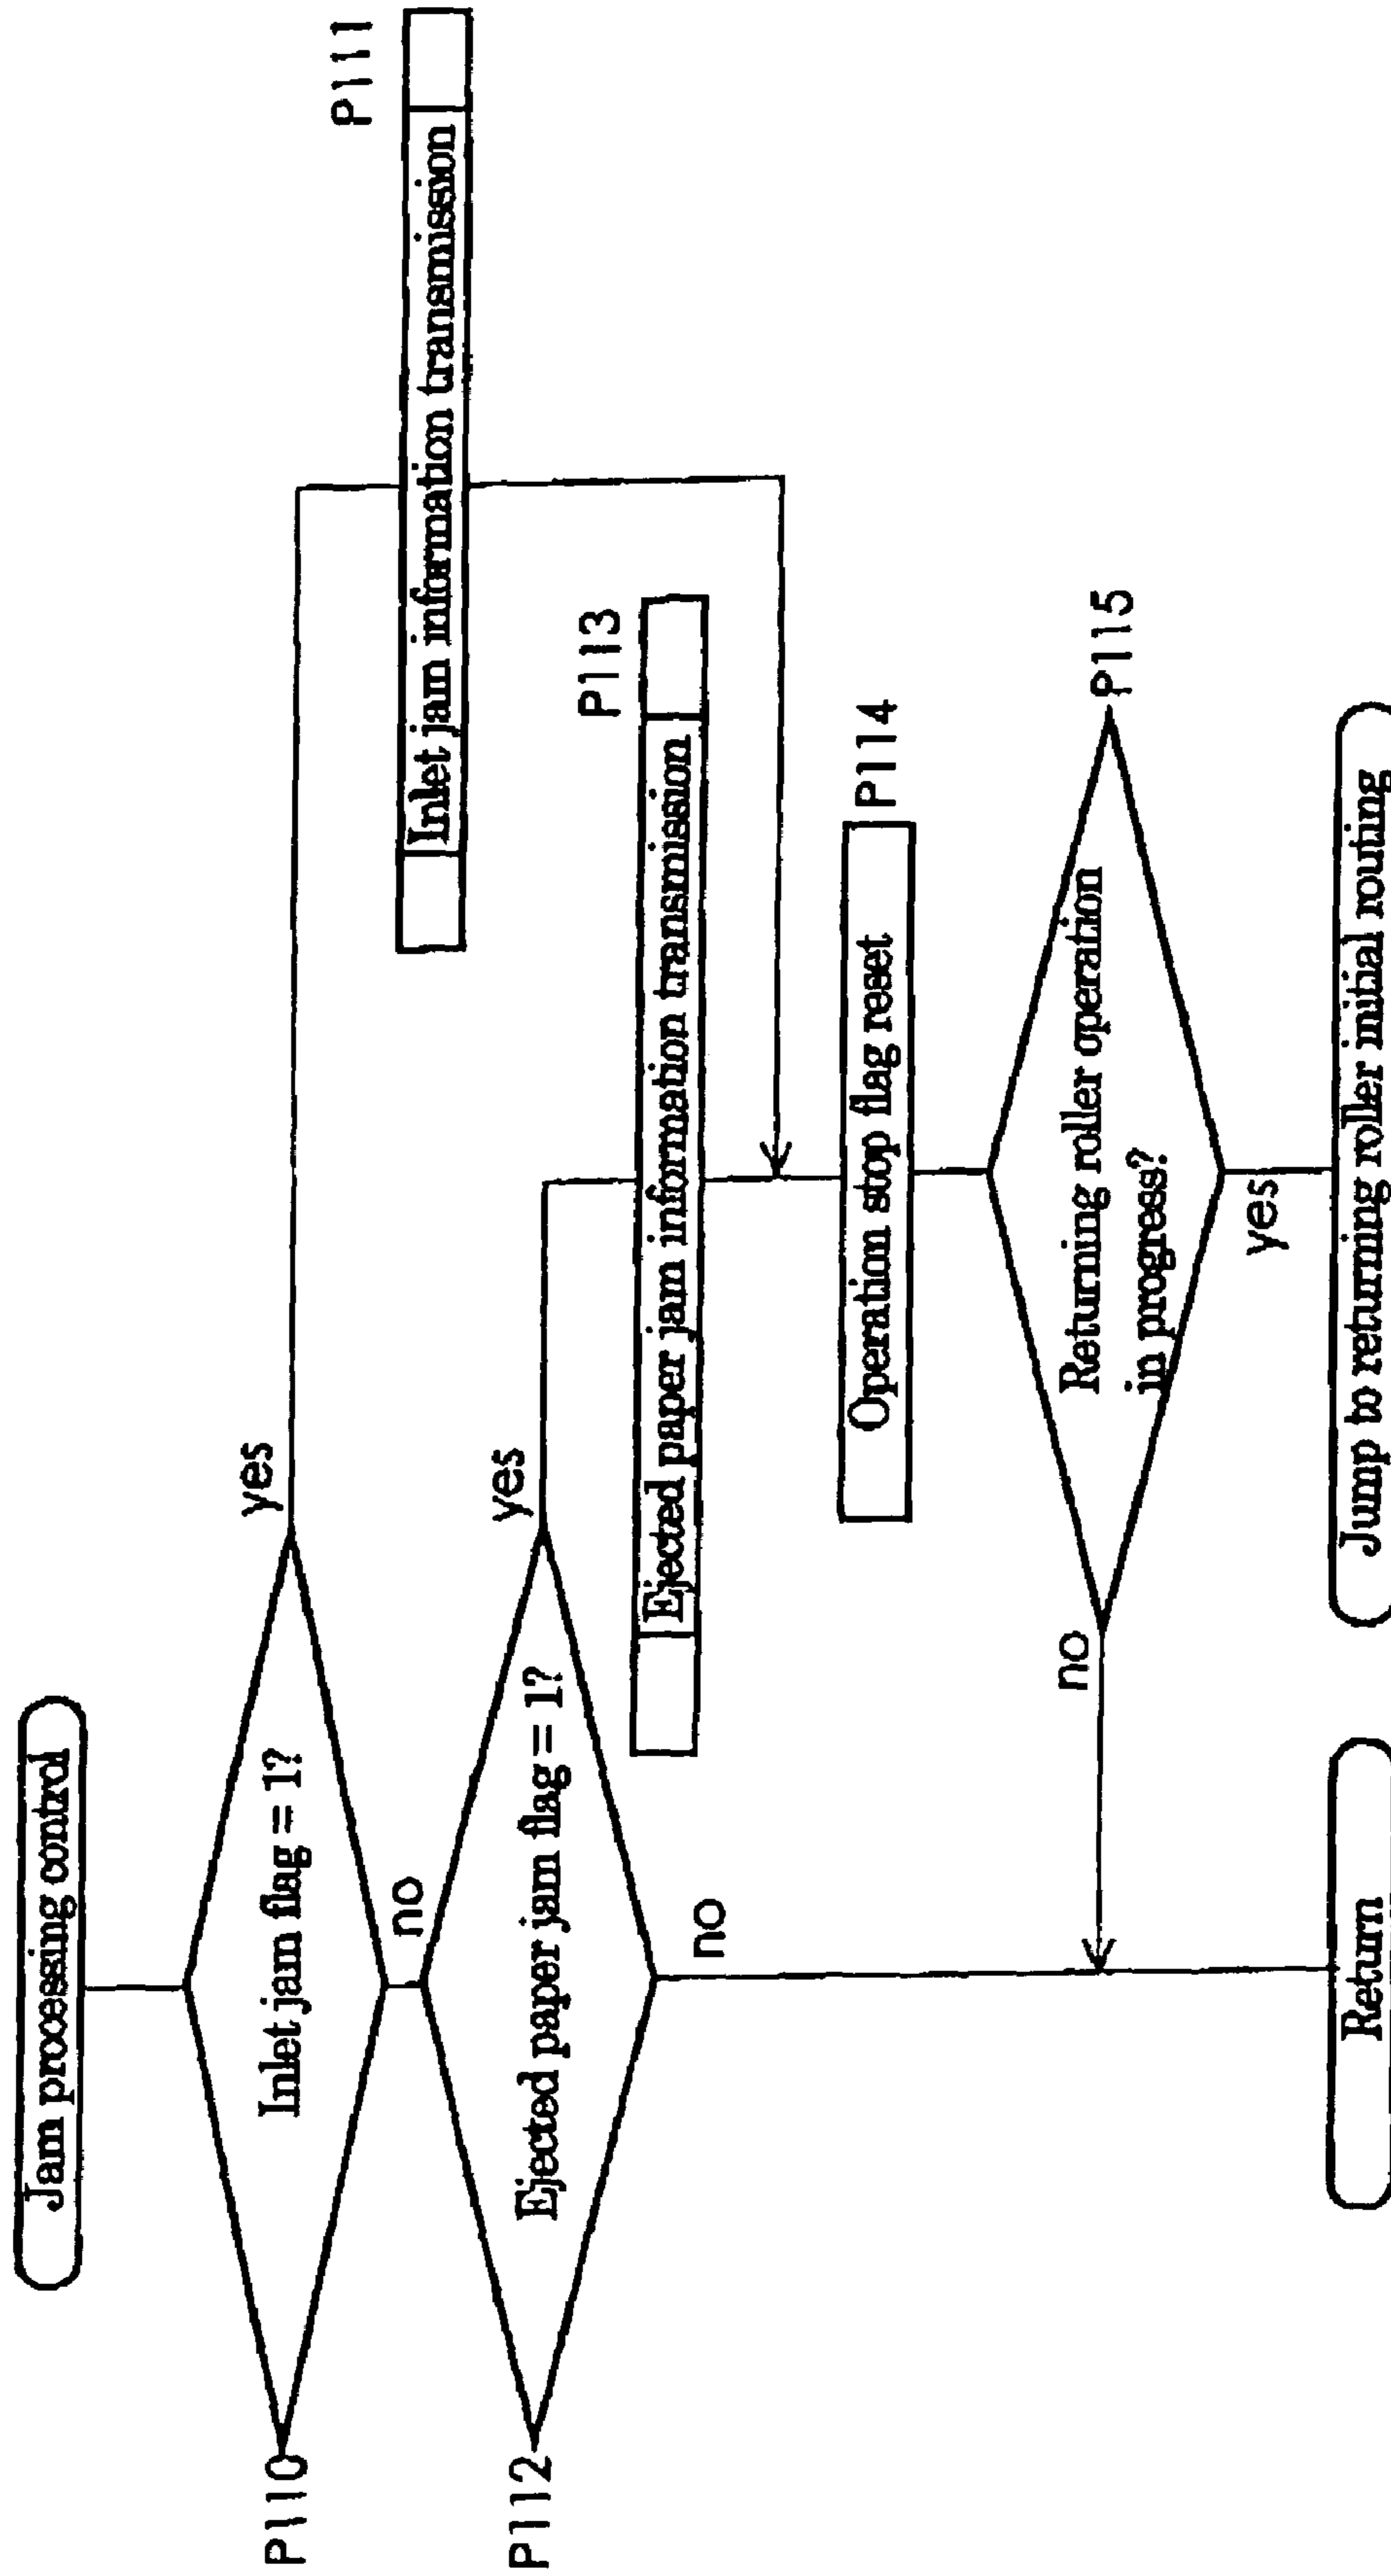 Jam processing control
P110
Inlet jam flag = 1?
yes
P111
Inlet jam information transmission
no
P112
Ejected paper jam flag = 1?
yes
P113
Ejected paper jam information transmission
no
Operation stop flag reset
P114
Returning roller operation
in progress?
P115
no
yes
Return
Jump to returning roller initial routing